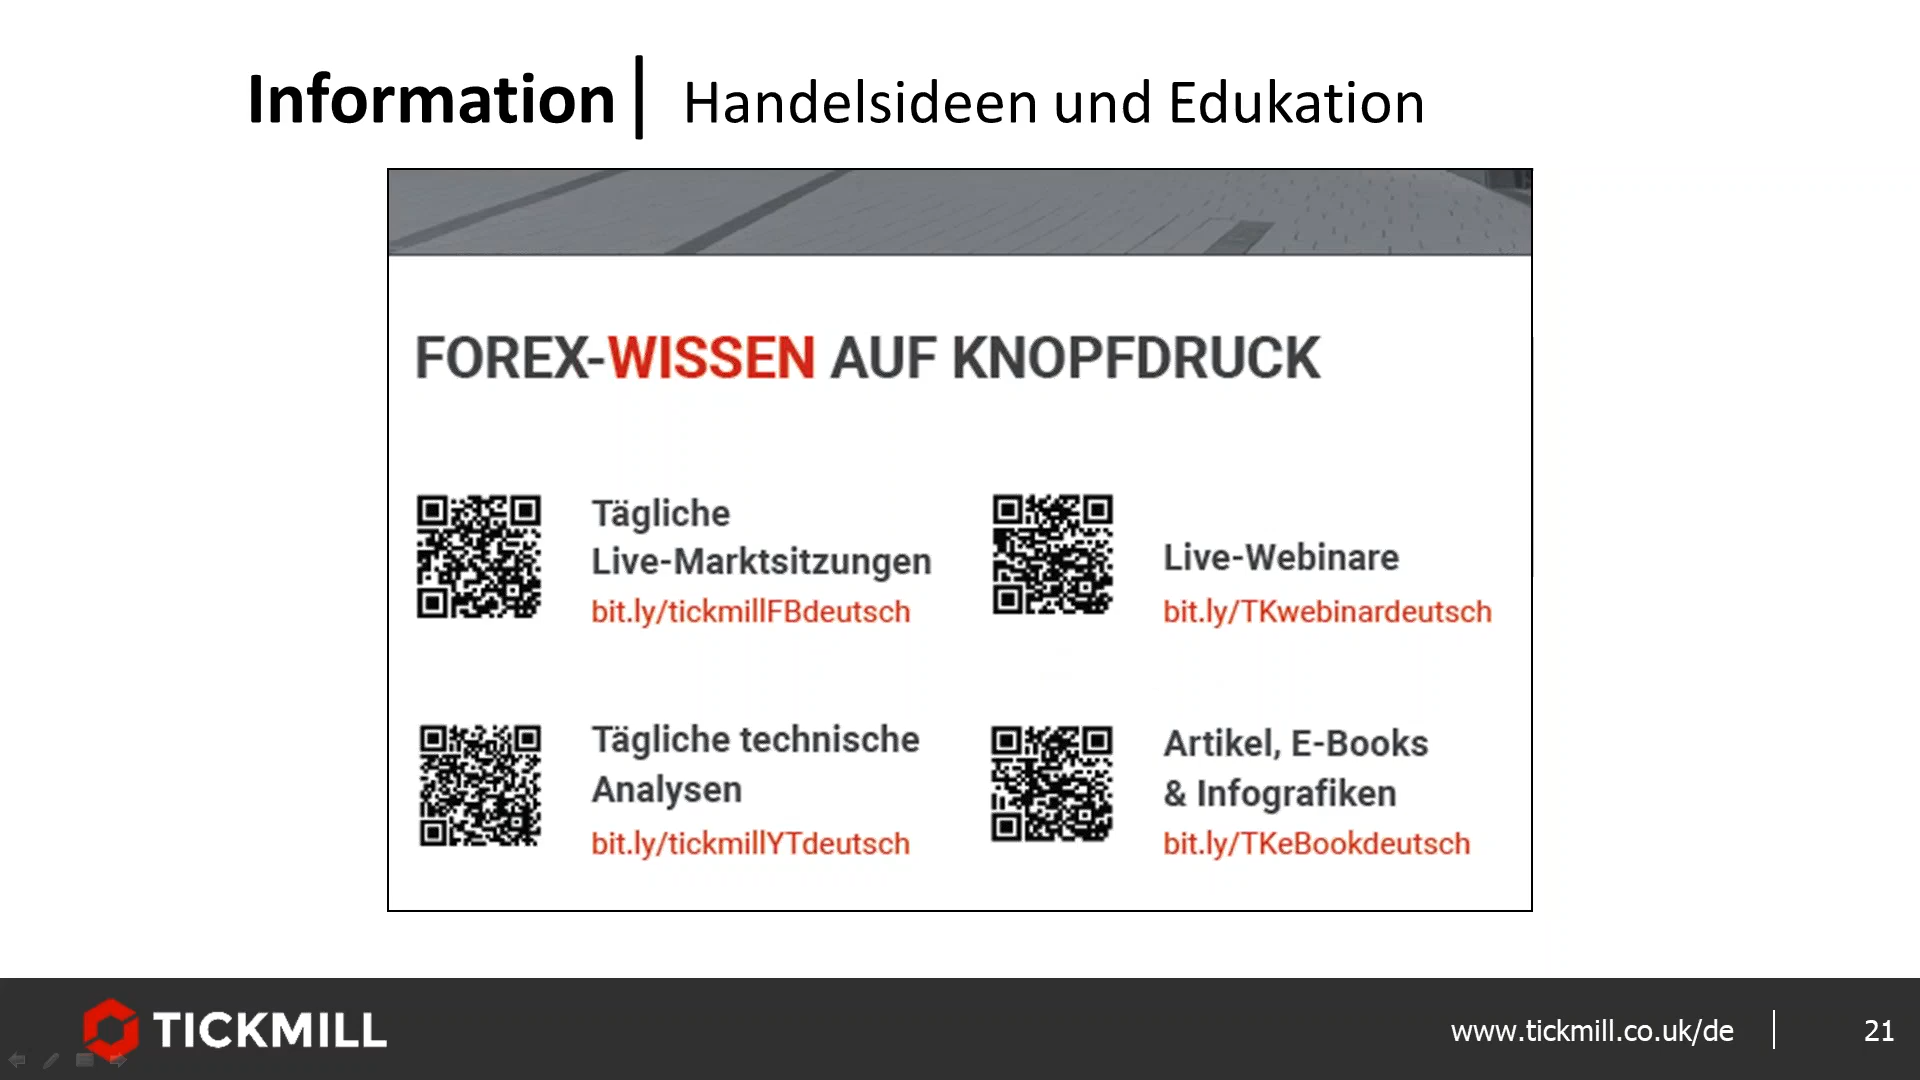 Information | Handelsideen und Edukation
FOREX-WISSEN AUF KNOPFDRUCK
Tägliche
Live-Marktsitzungen
bit.ly/tickmillFBdeutsch
Live-Webinare
bit.ly/TKwebinardeutsch
Tägliche technische
Analysen
bit.ly/tickmillYTdeutsch
Artikel, E-Books
& Infografiken
bit.ly/TKeBookdeutsch
TICKMILL
www.tickmill.co.uk/de | 21